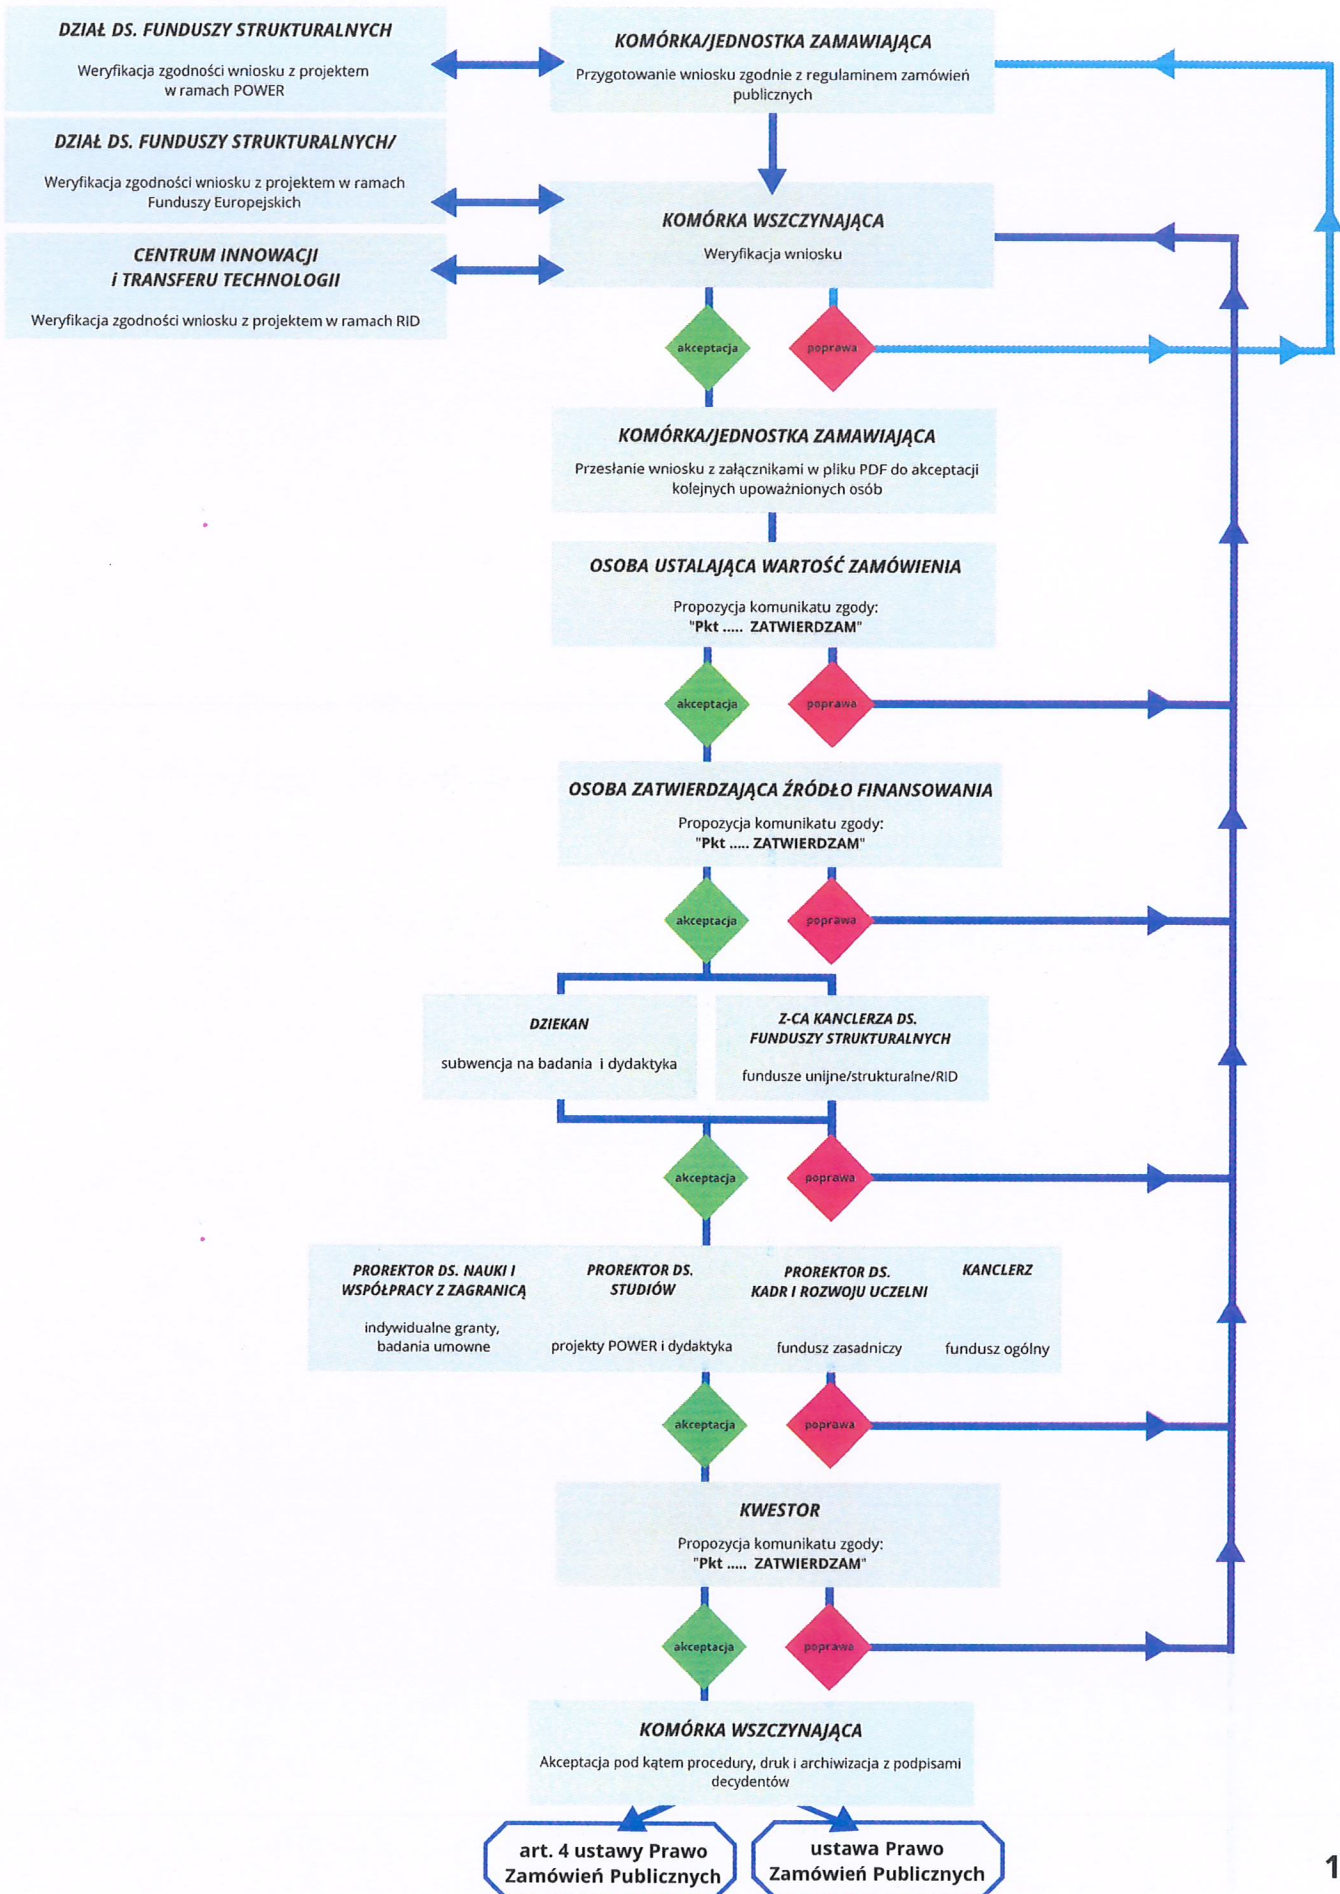 DZIAŁ DS. FUNDUSZY STRUKTURALNYCH
Weryfikacja zgodności wniosku z projektem
w ramach POWER
KOMÓRKA/JEDNOSTKA ZAMAWIAJĄCA
Przygotowanie wniosku zgodnie z regulaminem zamówień
publicznych
DZIAŁ DS. FUNDUSZY STRUKTURALNYCH/
Weryfikacja zgodności wniosku z projektem w ramach
Funduszy Europejskich
KOMÓRKA WSZCZYNAJĄCA
Weryfikacja wniosku
CENTRUM INNOWACJI
i TRANSFERU TECHNOLOGII
Weryfikacja zgodności wniosku z projektem w ramach RID
akceptacja
poprawa
KOMÓRKA/JEDNOSTKA ZAMAWIAJĄCA
Przesłanie wniosku z załącznikami w pliku PDF do akceptacji
kolejnych upoważnionych osób
OSOBA USTALAJĄCA WARTOŚĆ ZAMÓWIENIA
Propozycja komunikatu zgody:
"Pkt ..... ZATWIERDZAM"
akceptacja
poprawa
OSOBA ZATWIERDZAJĄCA ŹRÓDŁO FINANSOWANIA
Propozycja komunikatu zgody:
"Pkt ..... ZATWIERDZAM"
akceptacja
poprawa
DZIEKAN
subwencja na badania i dydaktyka
Z-CA KANCLERZA DS.
FUNDUSZY STRUKTURALNYCH
fundusze unijne/strukturalne/RID
akceptacja
poprawa
PROREKTOR DS. NAUKI I
WSPÓŁPRACY Z ZAGRANICĄ
indywidualne granty,
badania umowne
PROREKTOR DS.
STUDIÓW
projekty POWER i dydaktyka
PROREKTOR DS.
KADR I ROZWOJU UCZELNI
fundusz zasadniczy
KANCLERZ
fundusz ogólny
akceptacja
poprawa
KWESTOR
Propozycja komunikatu zgody:
"Pkt ..... ZATWIERDZAM"
akceptacja
poprawa
KOMÓRKA WSZCZYNAJĄCA
Akceptacja pod kątem procedury, druk i archiwizacja z podpisami
decydentów
art. 4 ustawy Prawo
Zamówień Publicznych
ustawa Prawo
Zamówień Publicznych
1